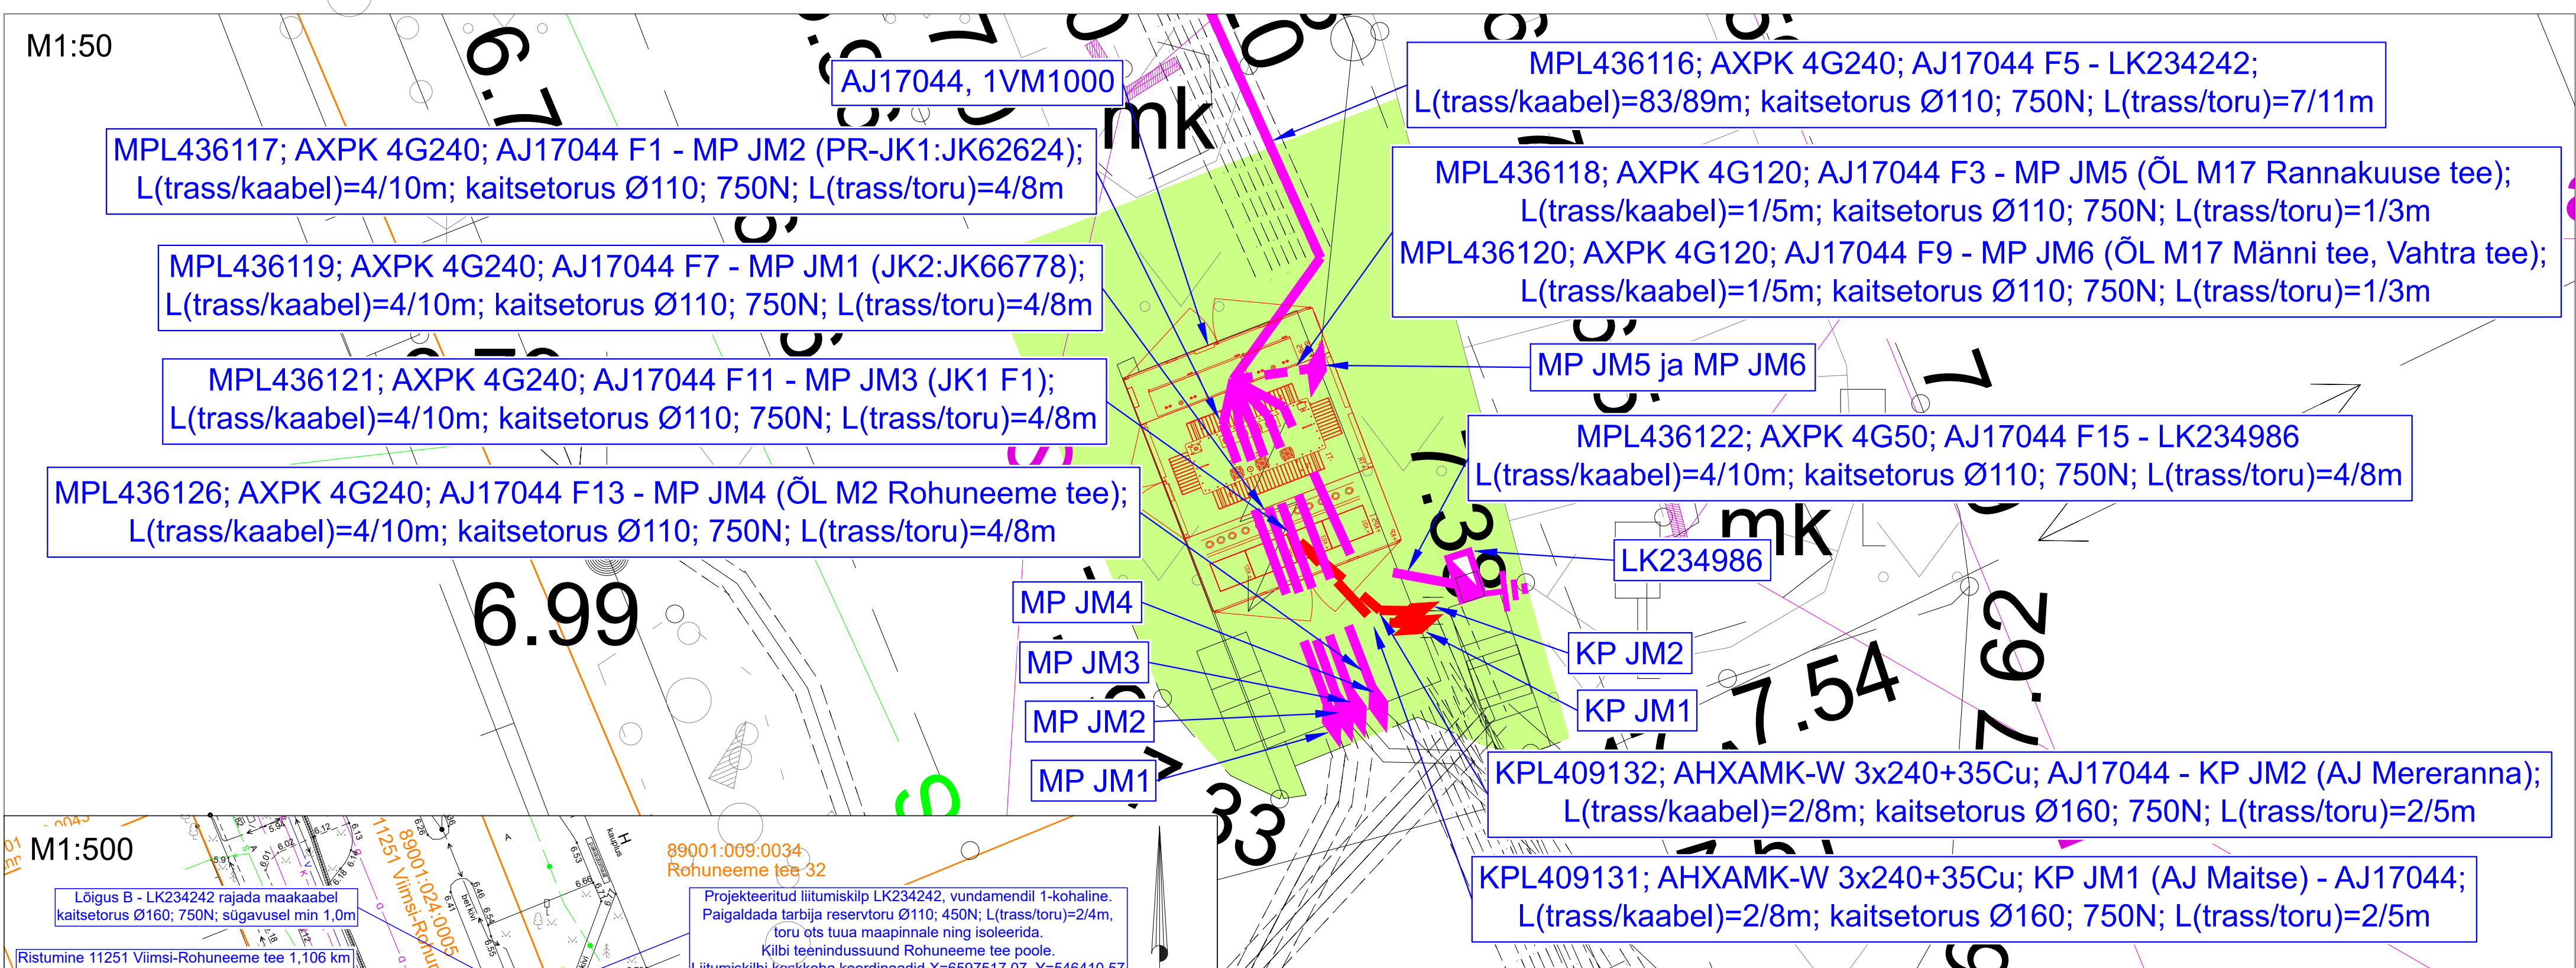 M1:50
AJ17044, 1VM1000
MPL436116; AXPK 4G240; AJ17044 F5 - LK234242;
L(trass/kaabel)=83/89m; kaitsetorus Ø110; 750N; L(trass/toru)=7/11m
mk
MPL436117; AXPK 4G240; AJ17044 F1 - MP JM2 (PR-JK1:JK62624);
L(trass/kaabel)=4/10m; kaitsetorus Ø110; 750N; L(trass/toru)=4/8m
MPL436118; AXPK 4G120; AJ17044 F3 - MP JM5 (ÕL M17 Rannakuuse tee);
L(trass/kaabel)=1/5m; kaitsetorus Ø110; 750N; L(trass/toru)=1/3m
MPL436120; AXPK 4G120; AJ17044 F9 - MP JM6 (ÕL M17 Männi tee, Vahtra tee);
L(trass/kaabel)=1/5m; kaitsetorus Ø110; 750N; L(trass/toru)=1/3m
MPL436119; AXPK 4G240; AJ17044 F7 - MP JM1 (JK2:JK66778);
L(trass/kaabel)=4/10m; kaitsetorus Ø110; 750N; L(trass/toru)=4/8m
MP JM5 ja MP JM6
MPL436121; AXPK 4G240; AJ17044 F11 - MP JM3 (JK1 F1);
L(trass/kaabel)=4/10m; kaitsetorus Ø110; 750N; L(trass/toru)=4/8m
MPL436122; AXPK 4G50; AJ17044 F15 - LK234986
L(trass/kaabel)=4/10m; kaitsetorus Ø110; 750N; L(trass/toru)=4/8m
MPL436126; AXPK 4G240; AJ17044 F13 - MP JM4 (ÕL M2 Rohuneeme tee);
L(trass/kaabel)=4/10m; kaitsetorus Ø110; 750N; L(trass/toru)=4/8m
mk
LK234986
6.99
MP JM4
MP JM3
MP JM2
MP JM1
KP JM2
KP JM1
7.54
7.62
KPL409132; AHXAMK-W 3x240+35Cu; AJ17044 - KP JM2 (AJ Mereranna);
L(trass/kaabel)=2/8m; kaitsetorus Ø160; 750N; L(trass/toru)=2/5m
KPL409131; AHXAMK-W 3x240+35Cu; KP JM1 (AJ Maitse) - AJ17044;
L(trass/kaabel)=2/8m; kaitsetorus Ø160; 750N; L(trass/toru)=2/5m
M1:500
89001:009:0034
Rohuneeme tee 32
89001:024:0005
kauplus
Lõigus B - LK234242 rajada maakaabel
kaitsetorus Ø160; 750N; sügavusel min 1,0m
Ristumine 11251 Viimsi-Rohuneeme tee 1,106 km
Projekteeritud liitumiskilp LK234242, vundamendil 1-kohaline.
Paigaldada tarbija reservtoru Ø110; 450N; L(trass/toru)=2/4m,
toru ots tuua maapinnale ning isoleerida.
Kilbi teenindussuund Rohuneeme tee poole.
Liitumiskilbi keskkoha koordinaadid X=6597517.07, Y=546410.57